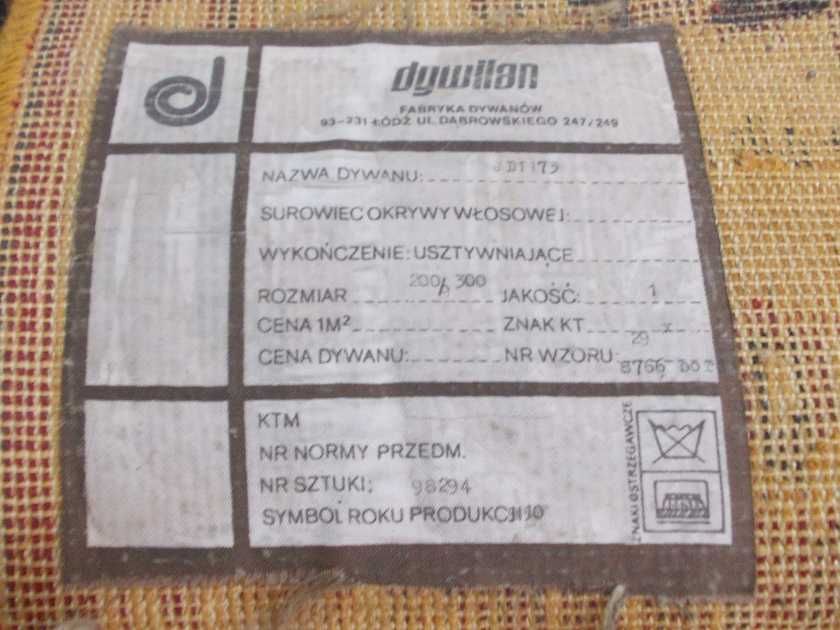 dywilan
FABRYKA DYWANÓW
93-231 ŁÓDŹ UL. DĄBROWSKIEGO 247/249
NAZWA DYWANU:
SUROWIEC OKRYWY WŁOSOWEJ:
WYKOŃCZENIE: USZTYWNIAJĄCE
ROZMIAR 200/300 JAKOŚĆ: 1
CENA 1M² ZNAK KT x
CENA DYWANU: NR WZORU: 29
8766
KTM
NR NORMY PRZEDM.
NR SZTUKI: 98294
SYMBOL ROKU PRODUKCJI
ZNAKI OSTRZEGAWCZE